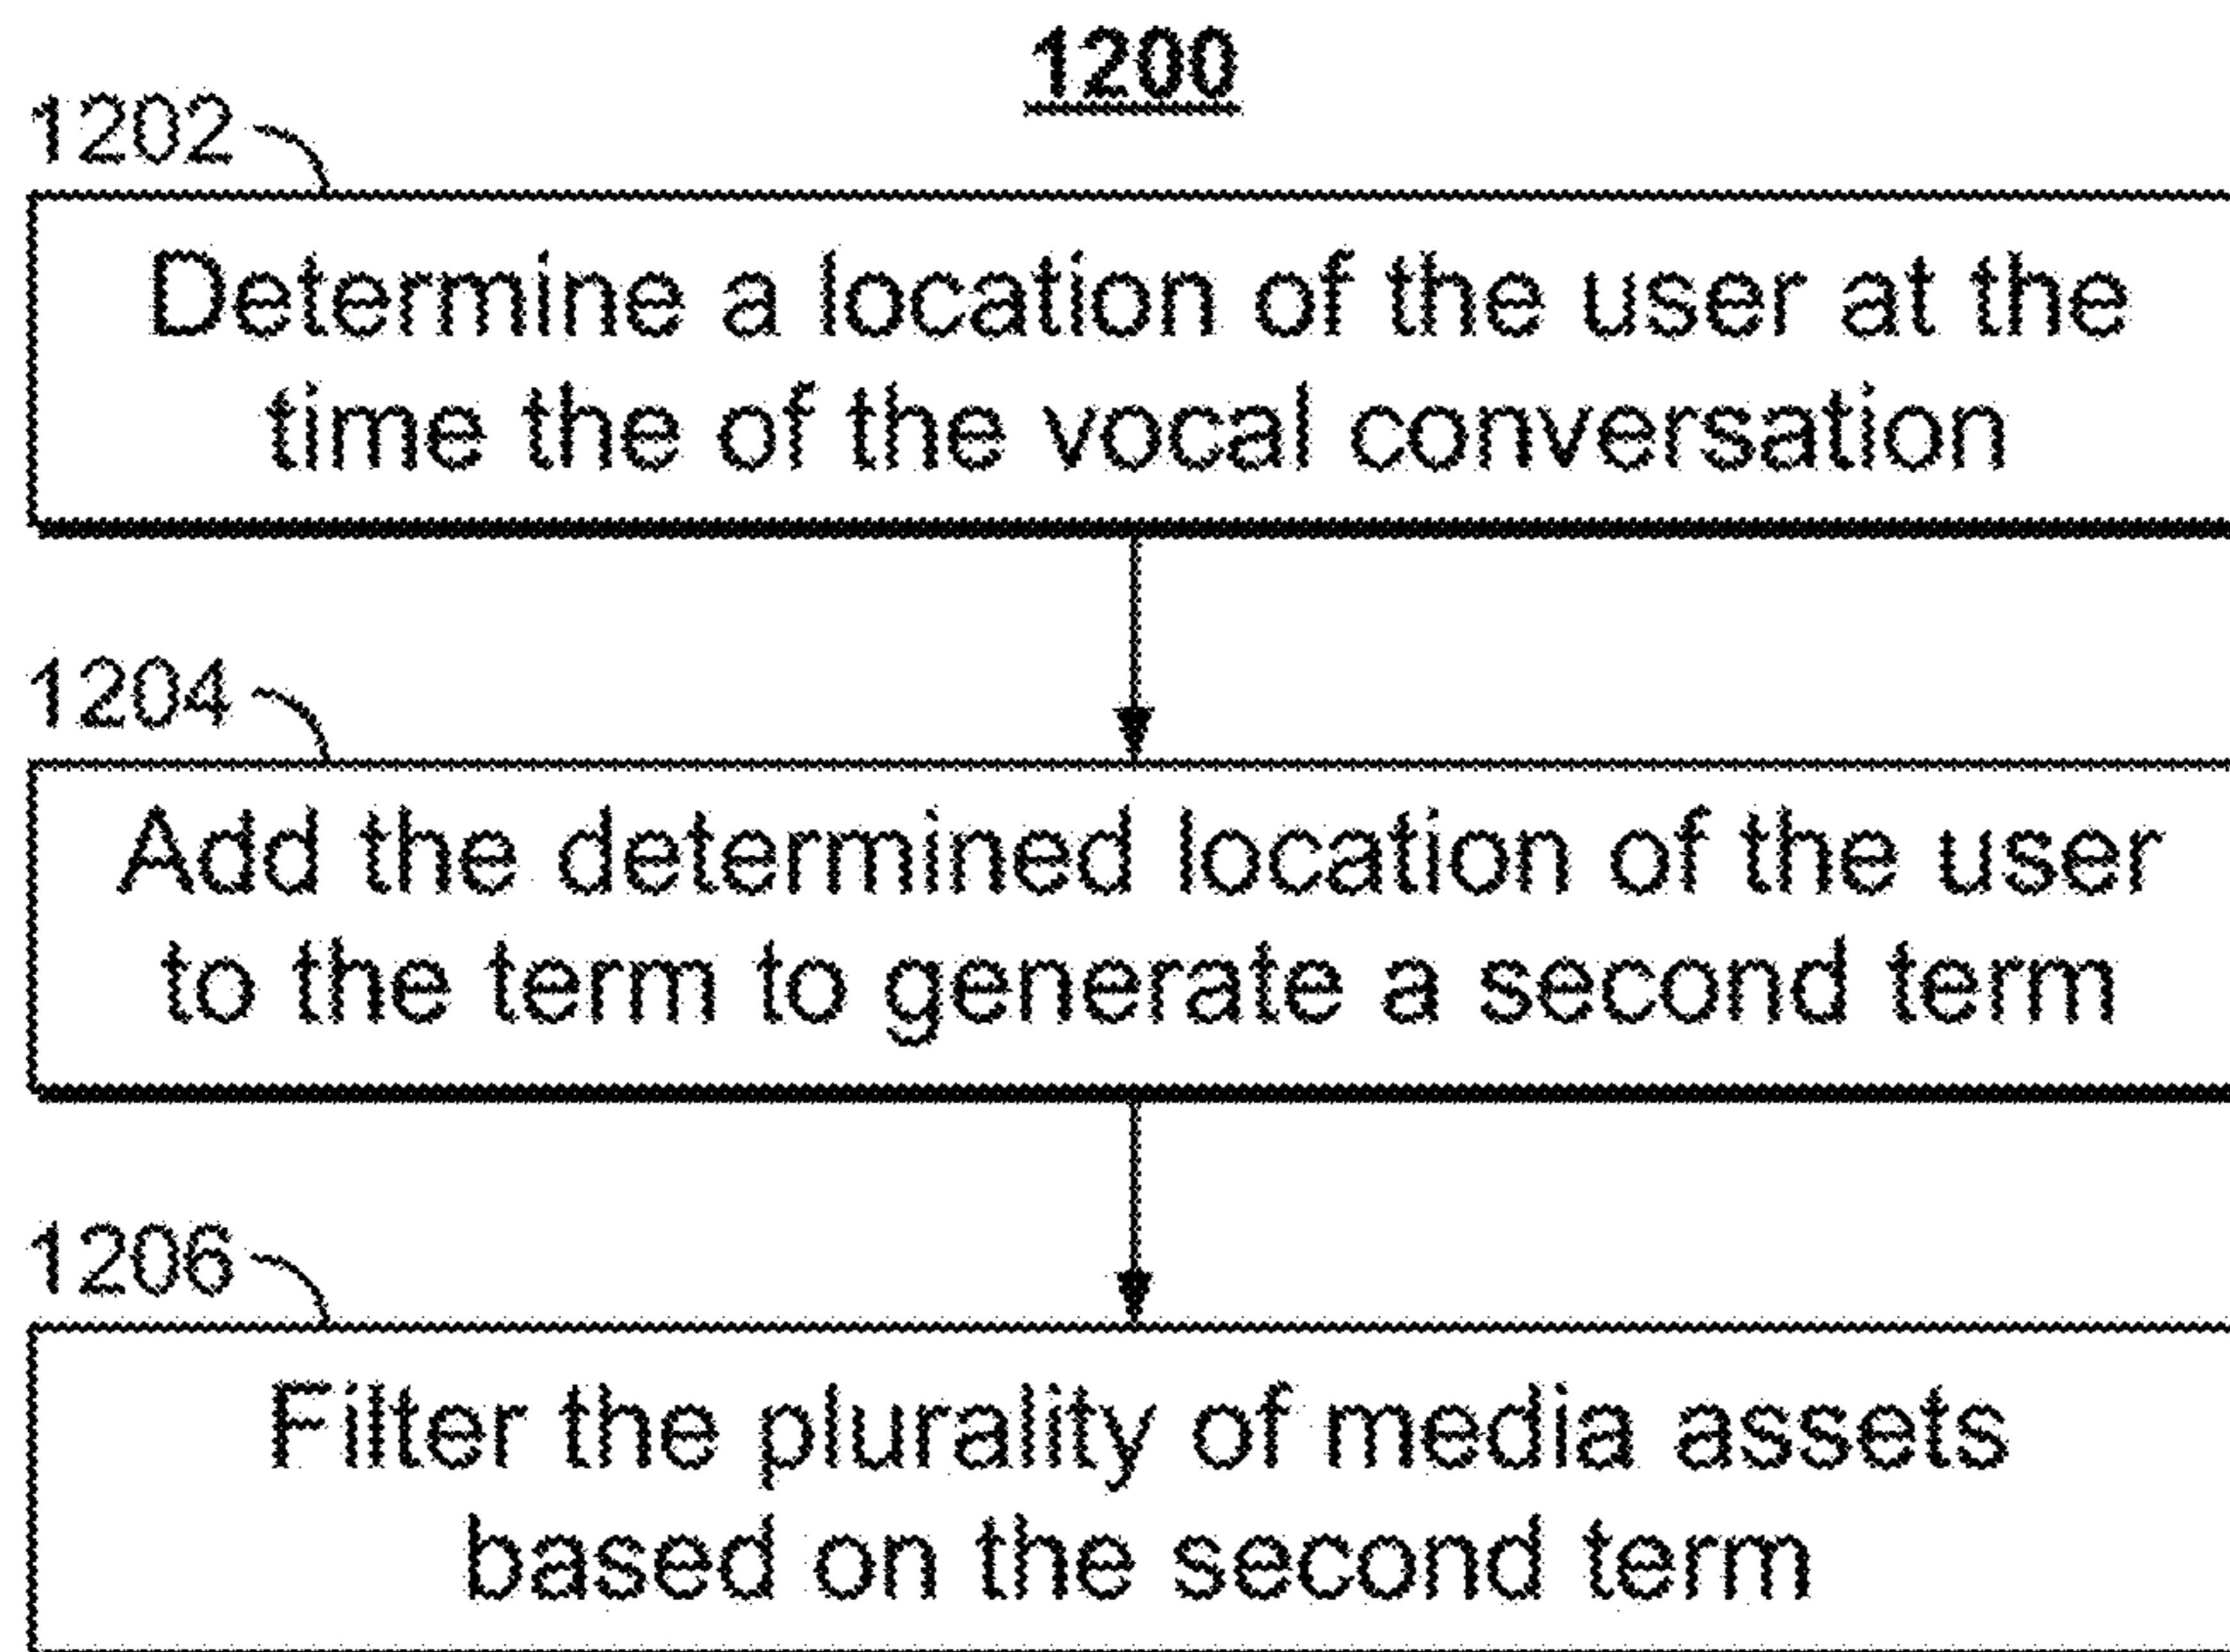 1200
1202
Determine a location of the user at the
time the of the vocal conversation
1204
Add the determined location of the user
to the term to generate a second term
1206
Filter the plurality of media assets
based on the second term